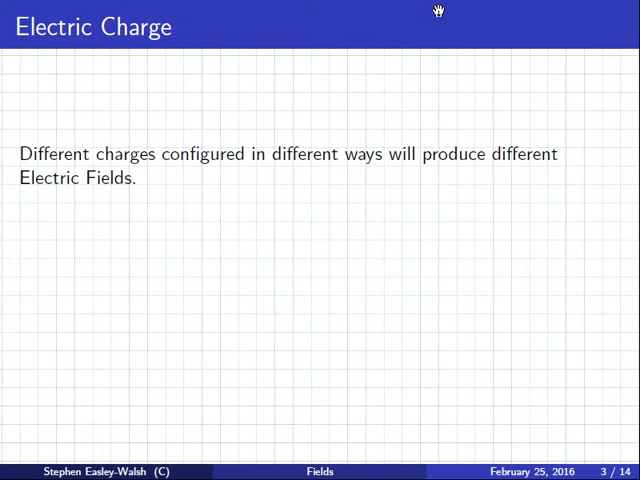 Electric Charge
Different charges configured in different ways will produce different
Electric Fields.
Stephen Easley-Walsh (C) Fields February 25, 2016 3 / 14